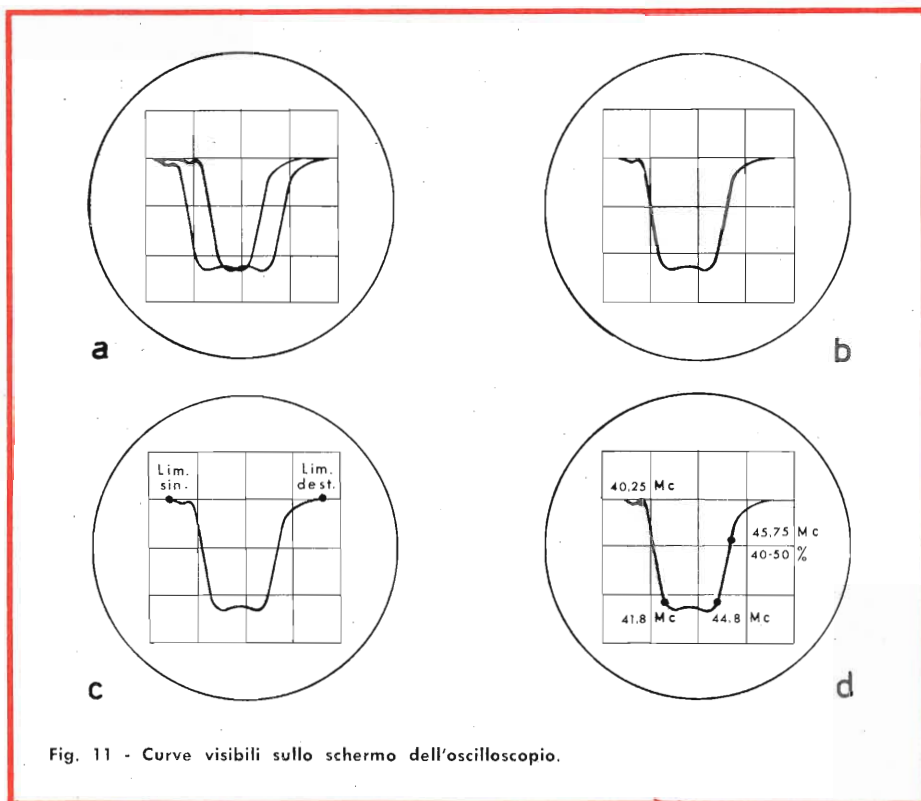 a
b
Lim.
sin.
Lim.
dest.
c
40,25 Mc
45,75 Mc
40-50 %
41,8 Mc
44,8 Mc
d
Fig. 11 - Curve visibili sullo schermo dell'oscilloscopio.